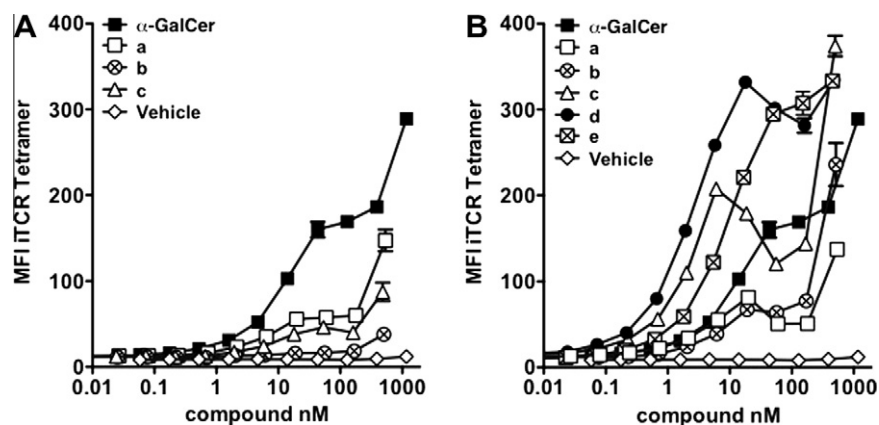 A
MFI iTCR Tetramer
400
300
200
100
0
α-GalCer
a
b
c
Vehicle
0.01 0.1 1 10 100 1000
compound nM
B
MFI iTCR Tetramer
400
300
200
100
0
α-GalCer
a
b
c
d
e
Vehicle
0.01 0.1 1 10 100 1000
compound nM